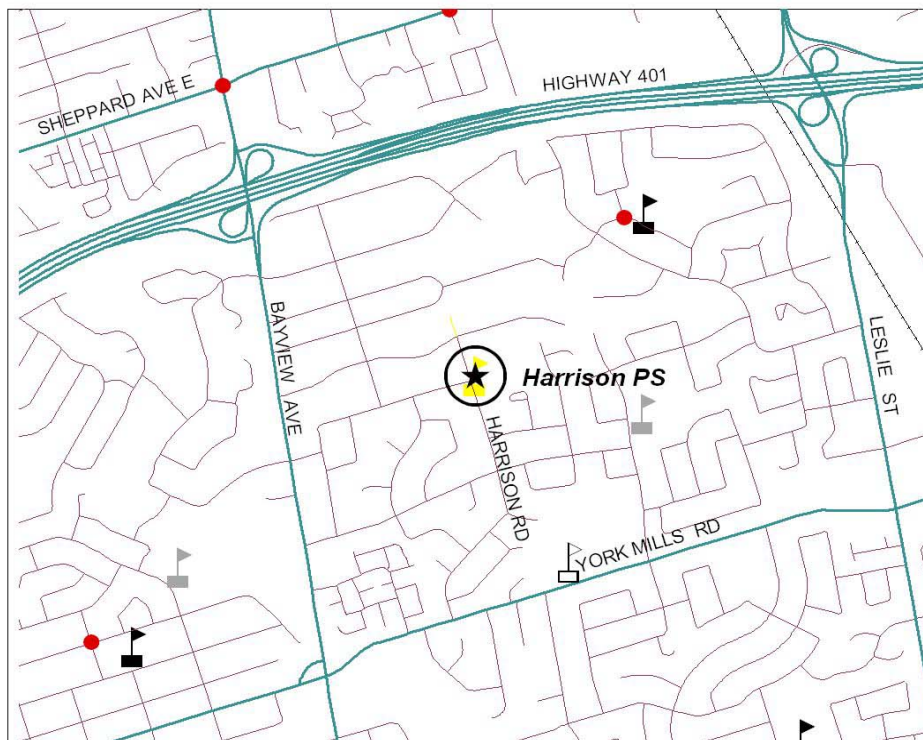 SHEPPARD AVE E
HIGHWAY 401
BAYVIEW AVE
LESLIE ST
Harrison PS
HARRISON RD
YORK MILLS RD